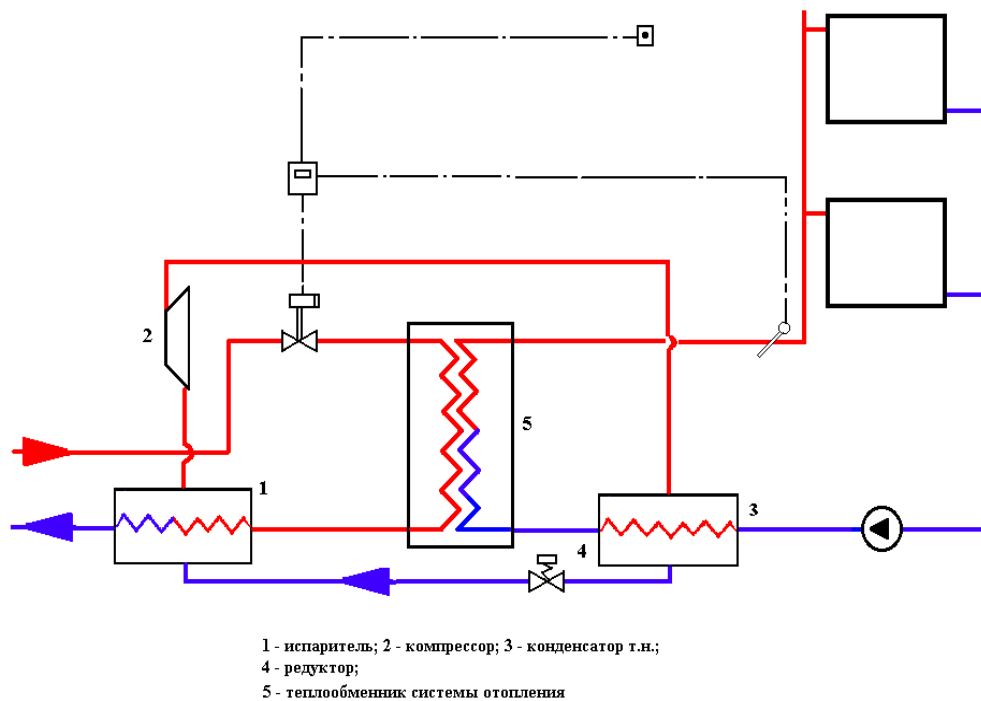 2
5
1
3
4
1 - испаритель; 2 - компрессор; 3 - конденсатор т.н.;
4 - редуктор;
5 - теплообменник системы отопления